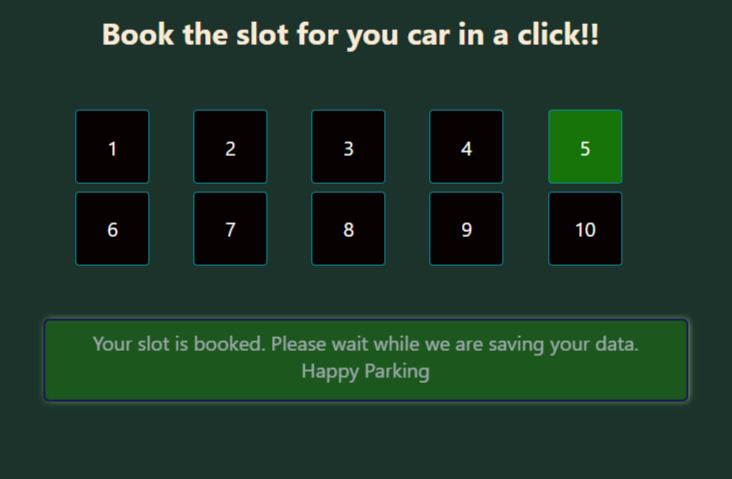 Book the slot for you car in a click!!
1 2 3 4 5
6 7 8 9 10
Your slot is booked. Please wait while we are saving your data.
Happy Parking